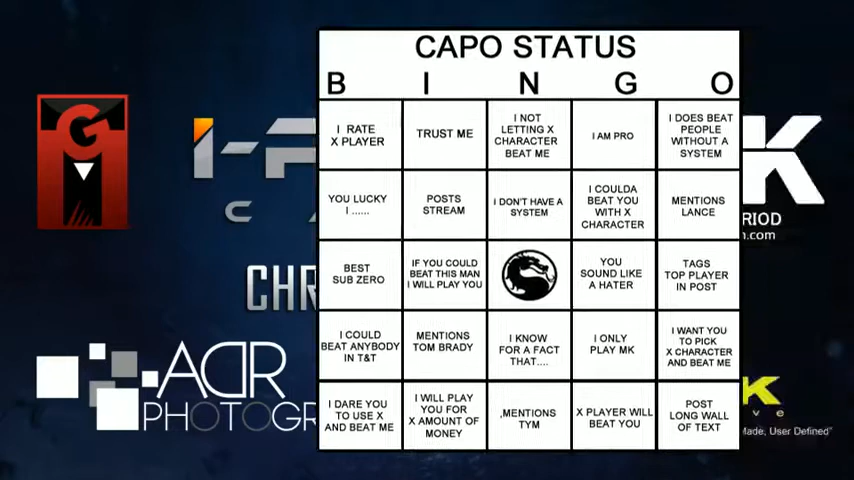 CAPO STATUS
B I N G O
I RATE
X PLAYER
TRUST ME
I NOT
LETTING X
CHARACTER
BEAT ME
I AM PRO
I DOES BEAT
PEOPLE
WITHOUT A
SYSTEM
YOU LUCKY
I ......
POSTS
STREAM
I DON'T HAVE A
SYSTEM
I COULDA
BEAT YOU
WITH X
CHARACTER
MENTIONS
LANCE
BEST
SUB ZERO
IF YOU COULD
BEAT THIS MAN
I WILL PLAY YOU
YOU
SOUND LIKE
A HATER
TAGS
TOP PLAYER
IN POST
I COULD
BEAT ANYBODY
IN T&T
MENTIONS
TOM BRADY
I KNOW
FOR A FACT
THAT....
I ONLY
PLAY MK
I WANT YOU
TO PICK
X CHARACTER
AND BEAT ME
I DARE YOU
TO USE X
AND BEAT ME
I WILL PLAY
YOU FOR
X AMOUNT OF
MONEY
,MENTIONS
TYM
X PLAYER WILL
BEAT YOU
POST
LONG WALL
OF TEXT
G
I-
C
CHR
ADR
PHOTOGR
K
RIOD
.com
K
v e
Made, User Defined"